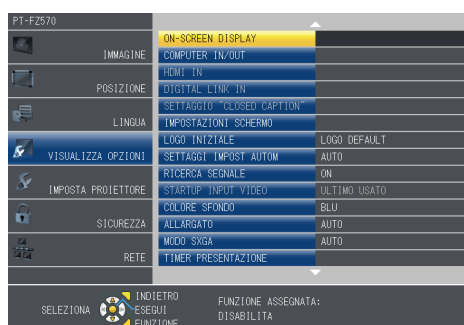 PT-FZ570
IMMAGINE
POSIZIONE
LINGUA
VISUALIZZA OPZIONI
IMPOSTA PROIETTORE
SICUREZZA
RETE
ON-SCREEN DISPLAY
COMPUTER IN/OUT
HDMI IN
DIGITAL LINK IN
SETTAGGIO "CLOSED CAPTION"
IMPOSTAZIONI SCHERMO
LOGO INIZIALE LOGO DEFAULT
SETTAGGI IMPOST AUTOM AUTO
RICERCA SEGNALE ON
STARTUP INPUT VIDEO ULTIMO USATO
COLORE SFONDO BLU
ALLARGATO AUTO
MODO SXGA AUTO
TIMER PRESENTAZIONE
SELEZIONA
INDIETRO
ESEGUI
FUNZIONE
FUNZIONE ASSEGNATA:
DISABILITA